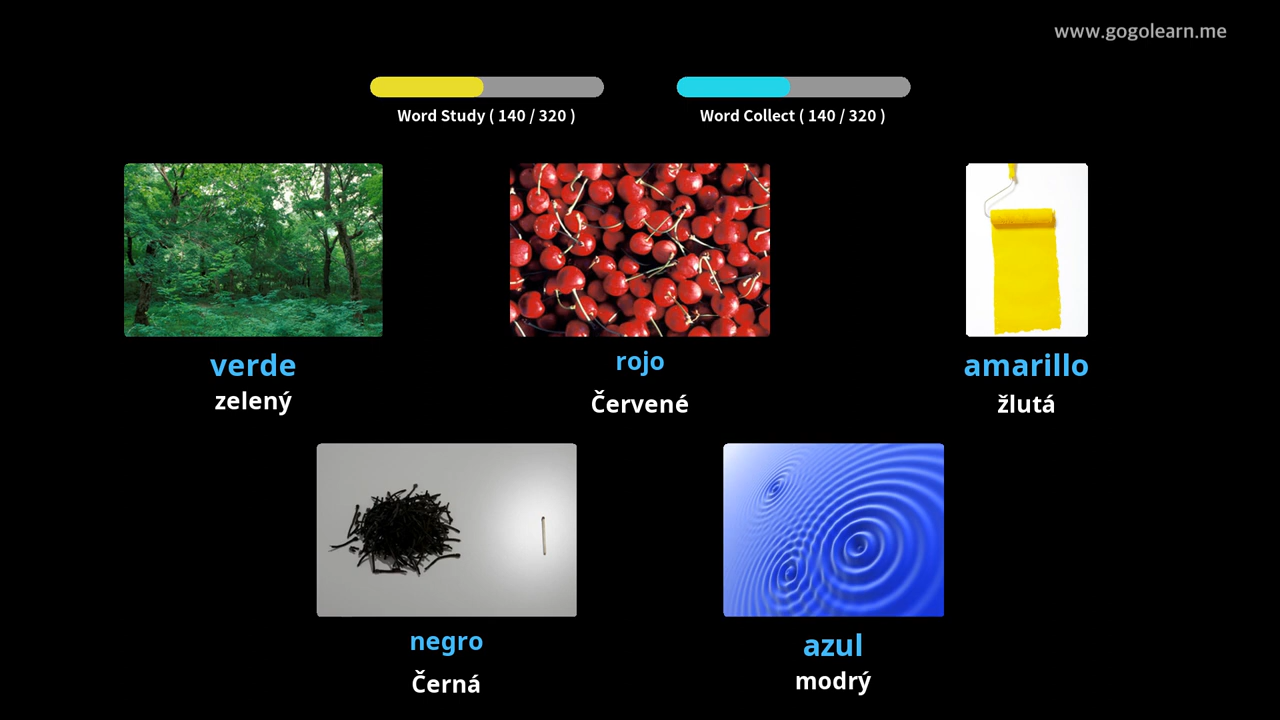 www.gogolearn.me
Word Study ( 140 / 320 )
Word Collect ( 140 / 320 )
verde
zelený
rojo
Červené
amarillo
žlutá
negro
Černá
azul
modrý